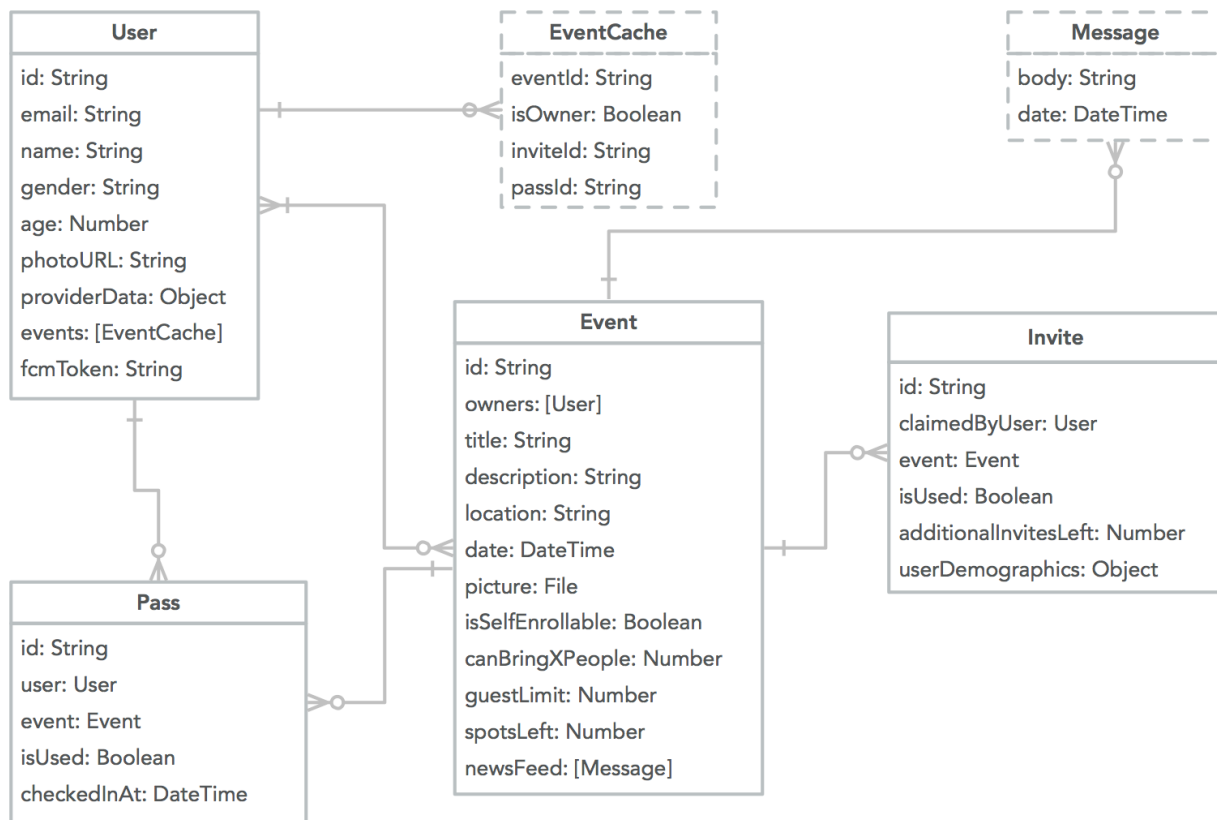 User
id: String
email: String
name: String
gender: String
age: Number
photoURL: String
providerData: Object
events: [EventCache]
fcmToken: String
EventCache
eventId: String
isOwner: Boolean
inviteId: String
passId: String
Message
body: String
date: DateTime
Event
id: String
owners: [User]
title: String
description: String
location: String
date: DateTime
picture: File
isSelfEnrollable: Boolean
canBringXPeople: Number
guestLimit: Number
spotsLeft: Number
newsFeed: [Message]
Invite
id: String
claimedByUser: User
event: Event
isUsed: Boolean
additionalInvitesLeft: Number
userDemographics: Object
Pass
id: String
user: User
event: Event
isUsed: Boolean
checkedInAt: DateTime